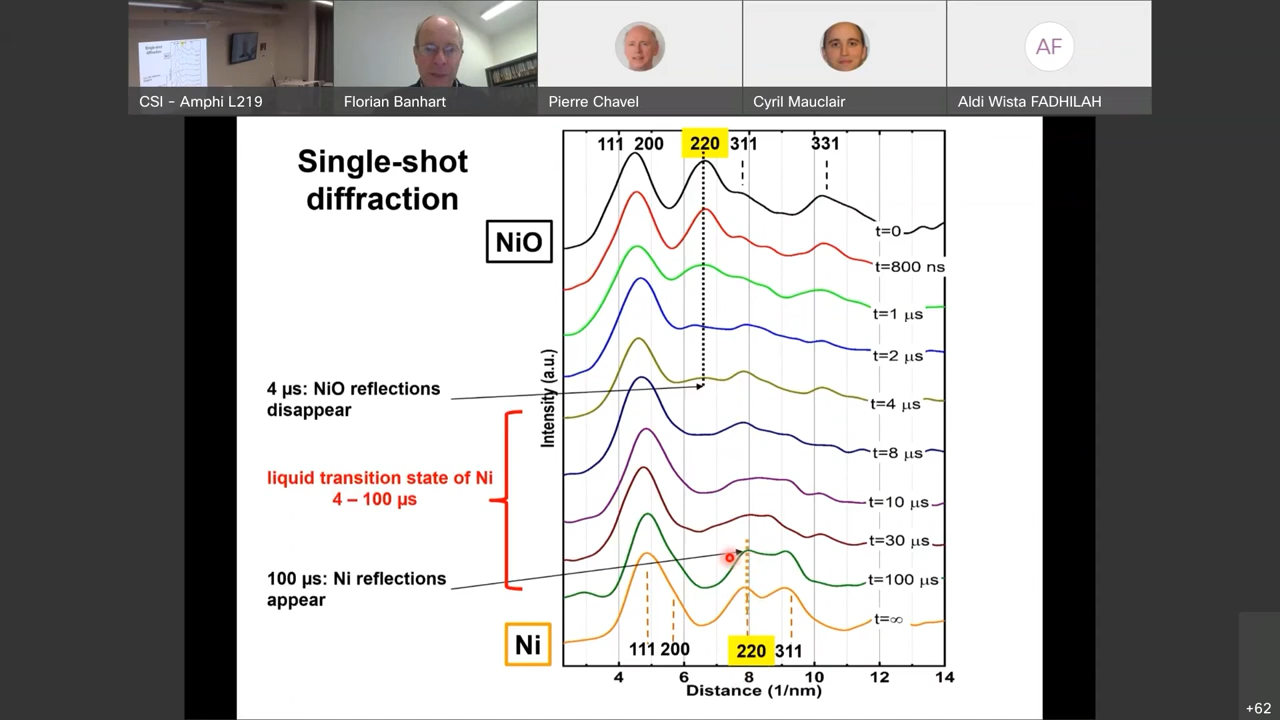 CSI - Amphi L219
Florian Banhart
Pierre Chavel
Cyril Mauclair
AF
Aldi Wista FADHILAH
Single-shot
diffraction
NiO
111 200 220 311 331
t=0
t=800 ns
t=1 µs
t=2 µs
t=4 µs
t=8 µs
t=10 µs
t=30 µs
t=100 µs
t=∞
Intensity (a.u.)
4 µs: NiO reflections
disappear
liquid transition state of Ni
4 – 100 µs
100 µs: Ni reflections
appear
Ni
111 200 220 311
4 6 8 10 12 14
Distance (1/nm)
+62